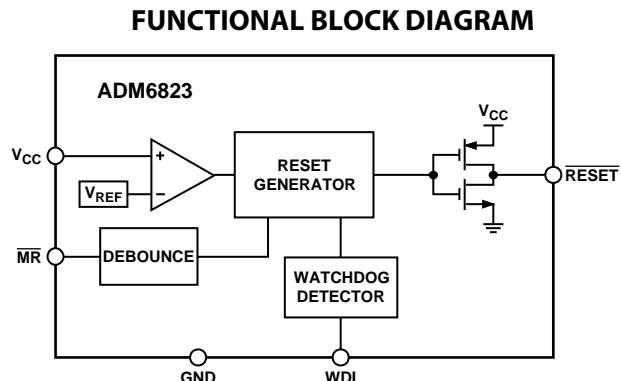 FUNCTIONAL BLOCK DIAGRAM
ADM6823
VCC
VCC
+
RESET
GENERATOR
RESET
VREF
–
MR
DEBOUNCE
WATCHDOG
DETECTOR
GND
WDI